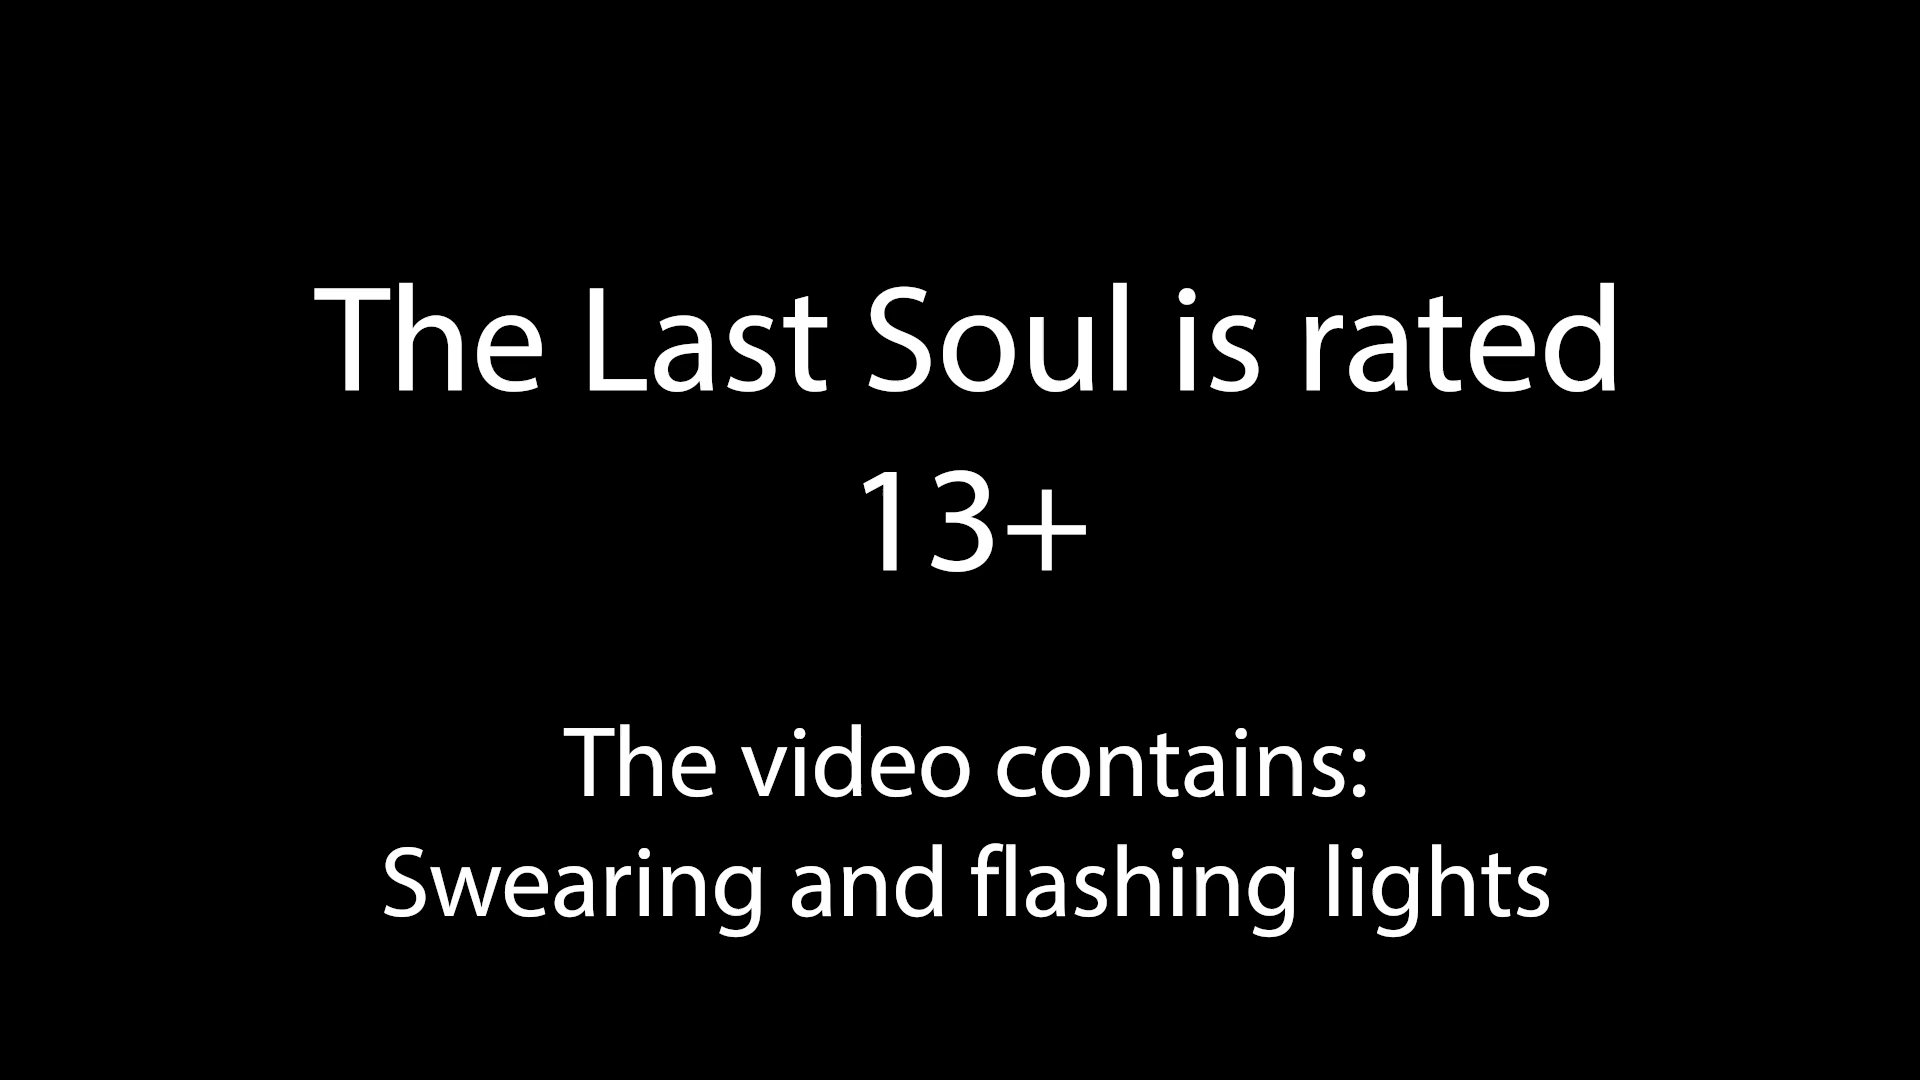 The Last Soul is rated
13+
The video contains:
Swearing and flashing lights